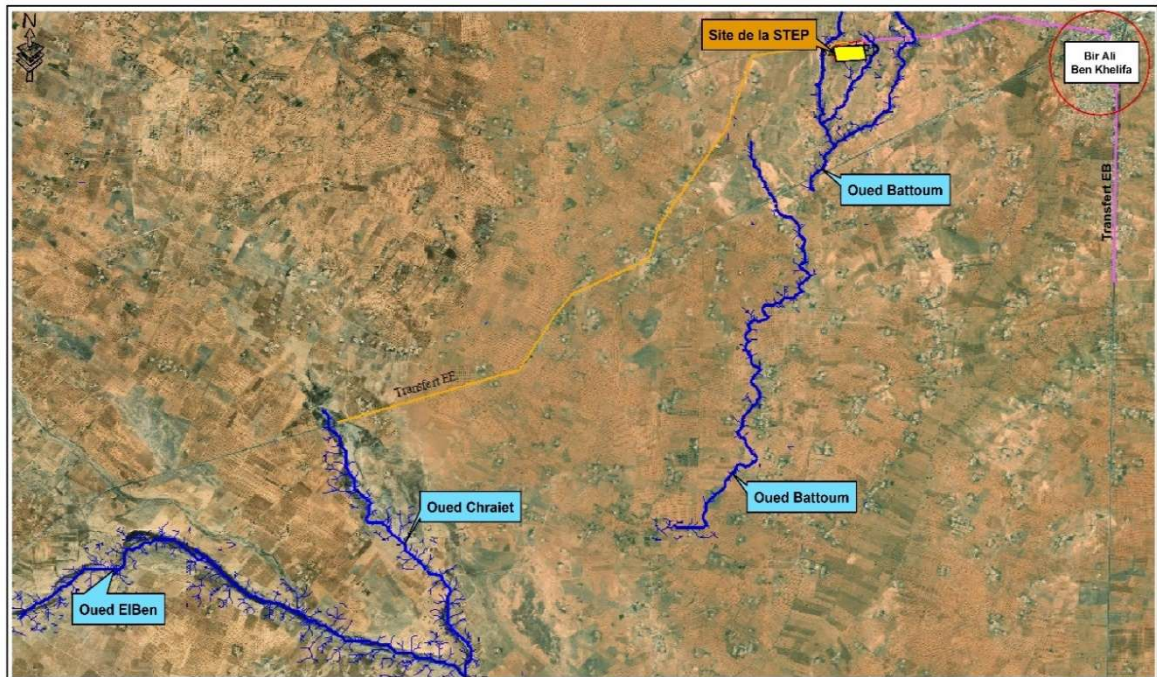 N
Site de la STEP
Bir Ali
Ben Khelifa
Oued Battoum
Transfert EB
Transfert EE
Oued Chraiet
Oued Battoum
Oued ElBen